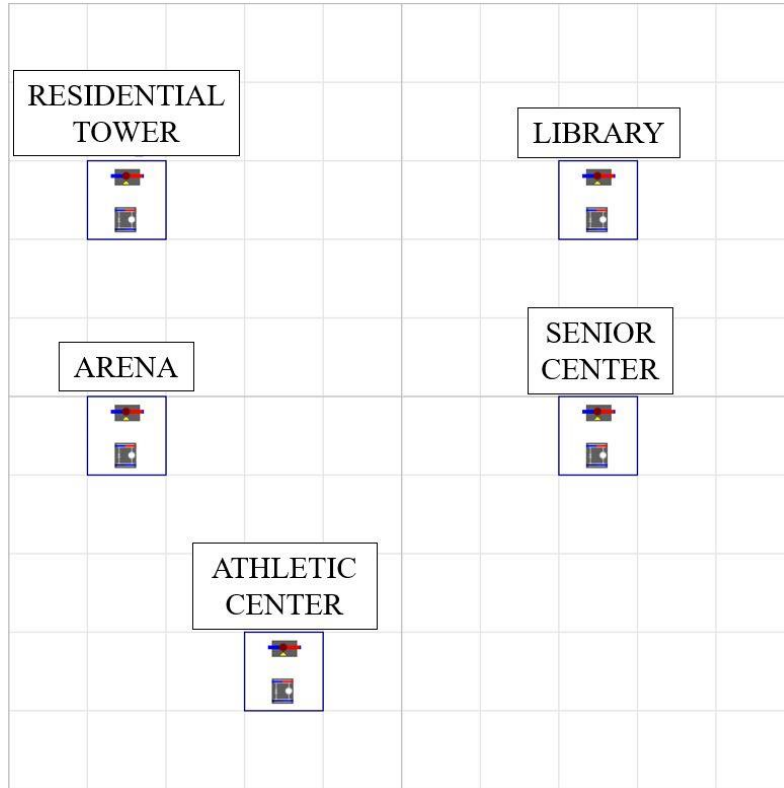 RESIDENTIAL
TOWER
LIBRARY
SENIOR
CENTER
ARENA
ATHLETIC
CENTER